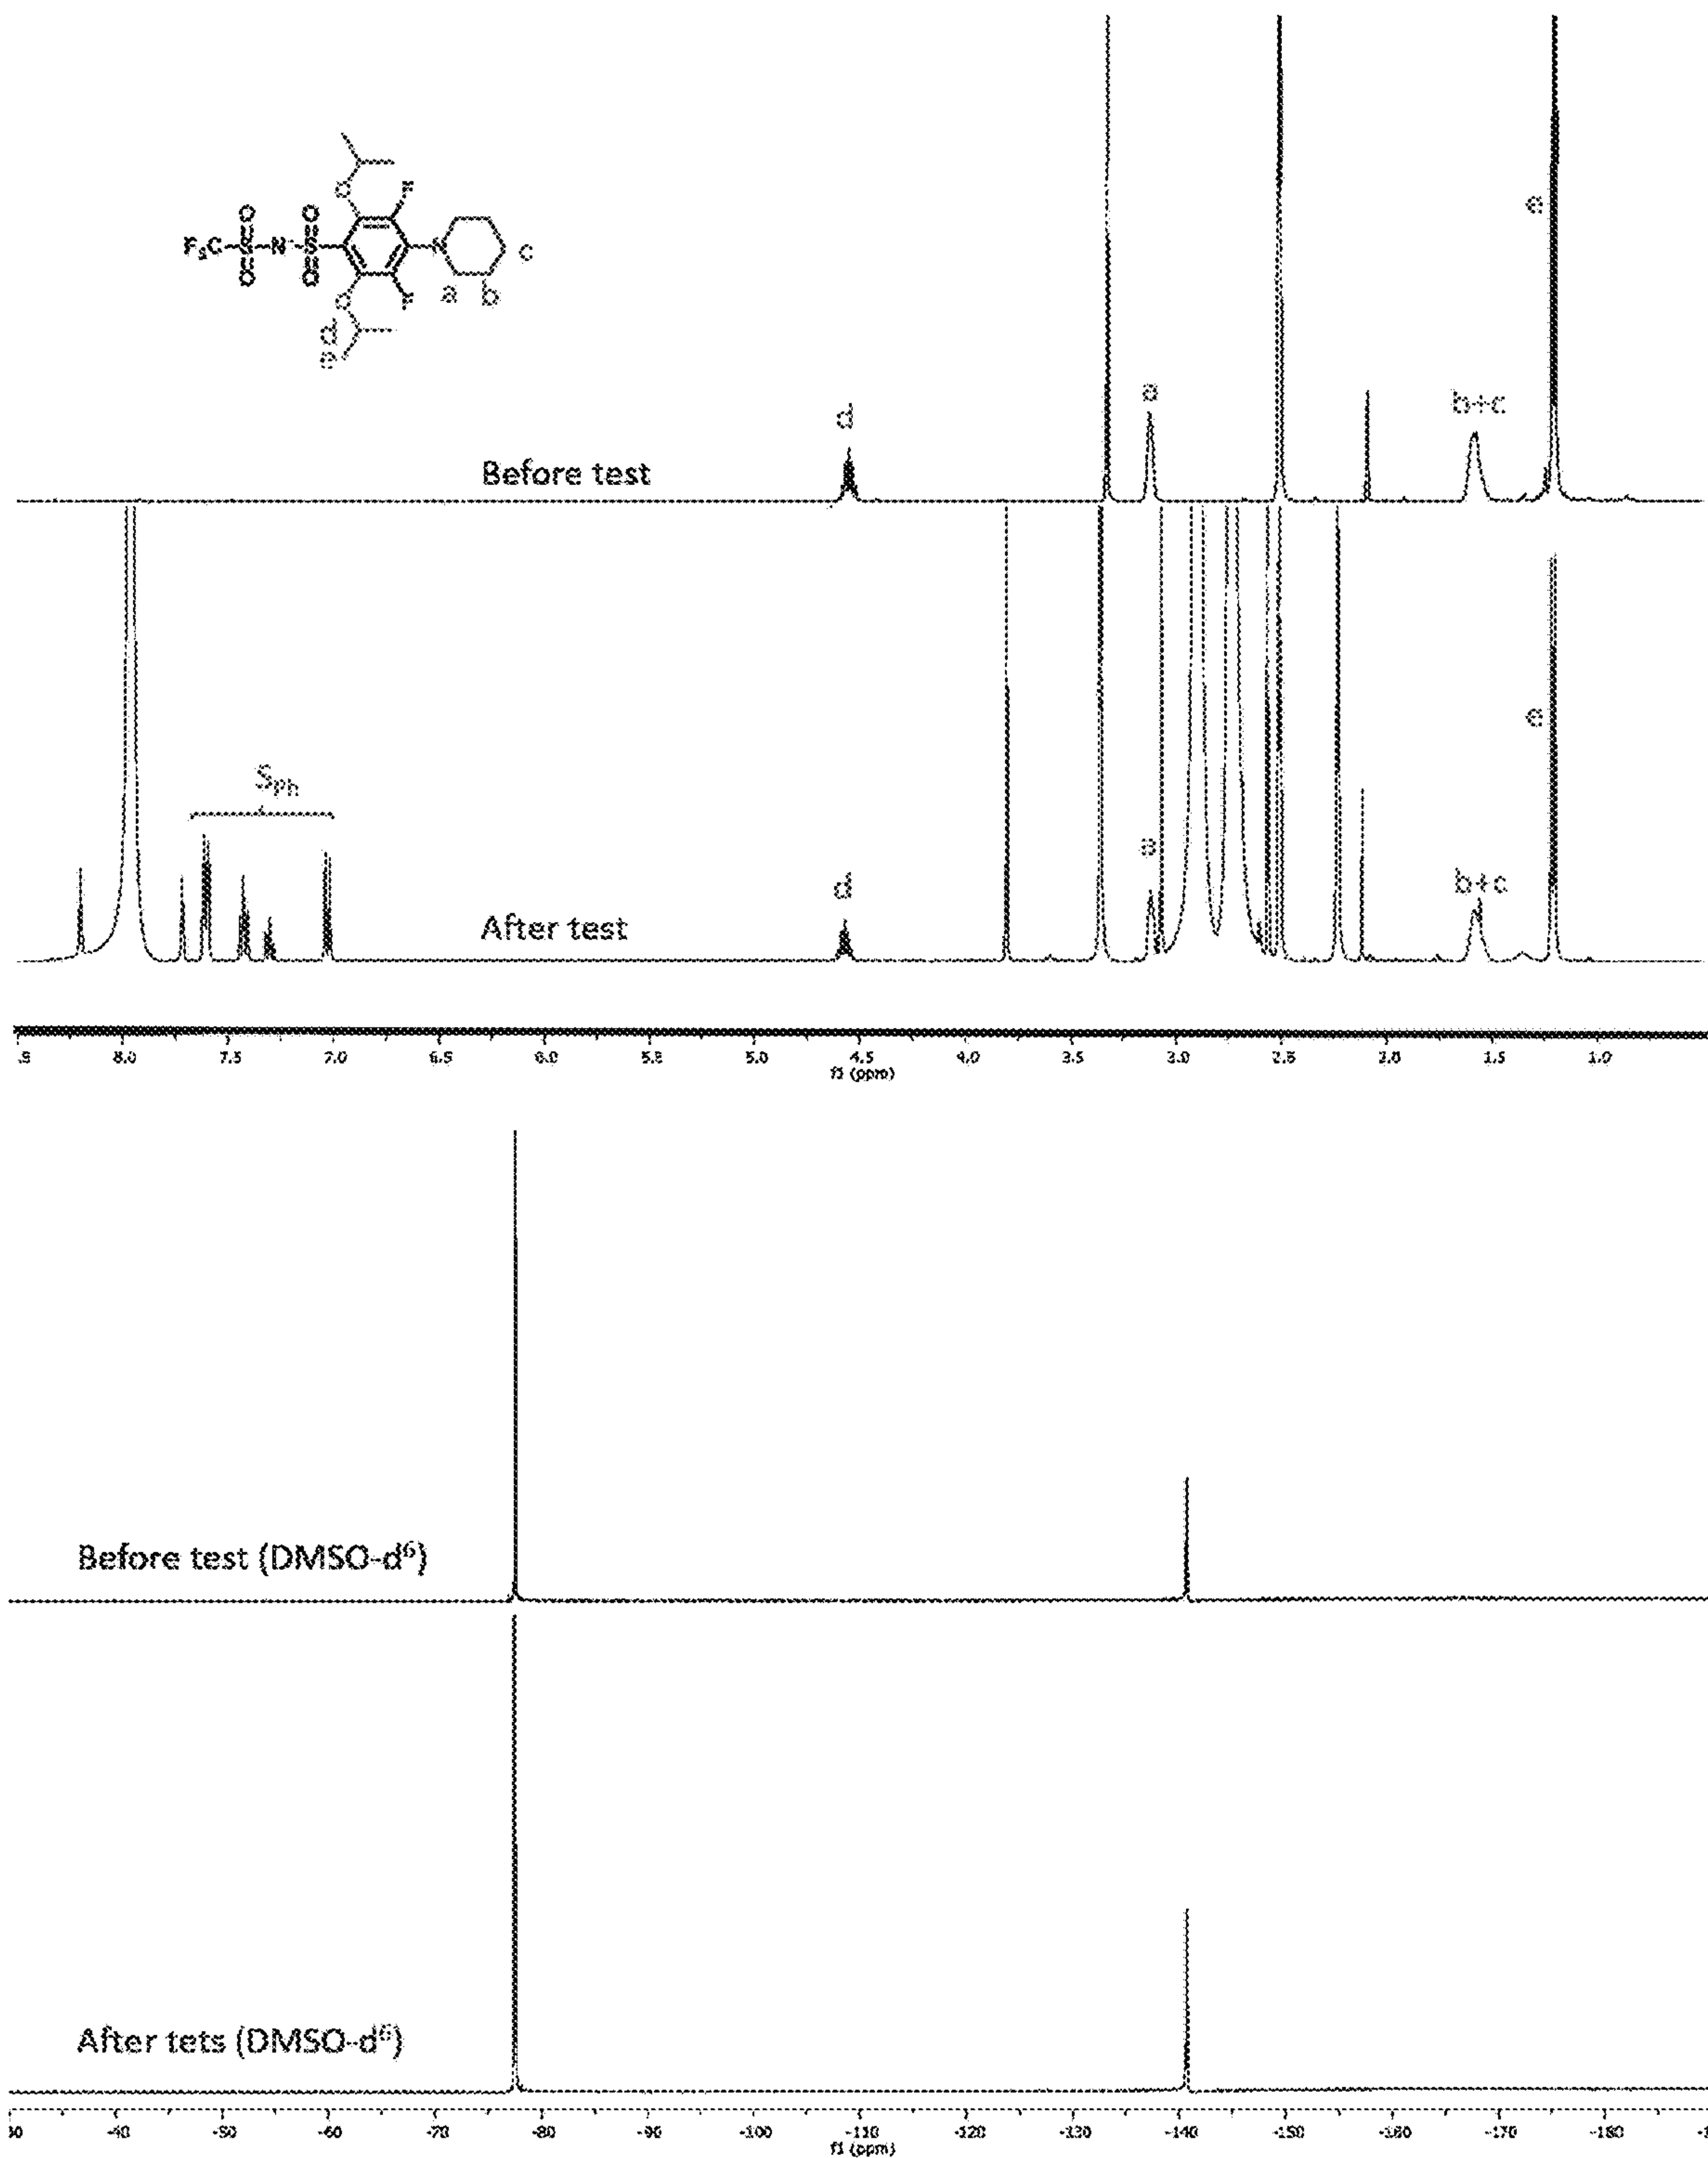 O F
O O
F₃C-S-N⁻-S N c
O O
O F a b
d
e
e
d a b+c
Before test
e
S_Ph
a
d b+c
After test
.5 8.0 7.5 7.0 6.5 6.0 5.5 5.0 4.5 4.0 3.5 3.0 2.5 2.0 1.5 1.0
f1 (ppm)
Before test (DMSO-d⁶)
After tets (DMSO-d⁶)
-40 -50 -60 -70 -80 -90 -100 -110 -120 -130 -140 -150 -160 -170 -180
f1 (ppm)